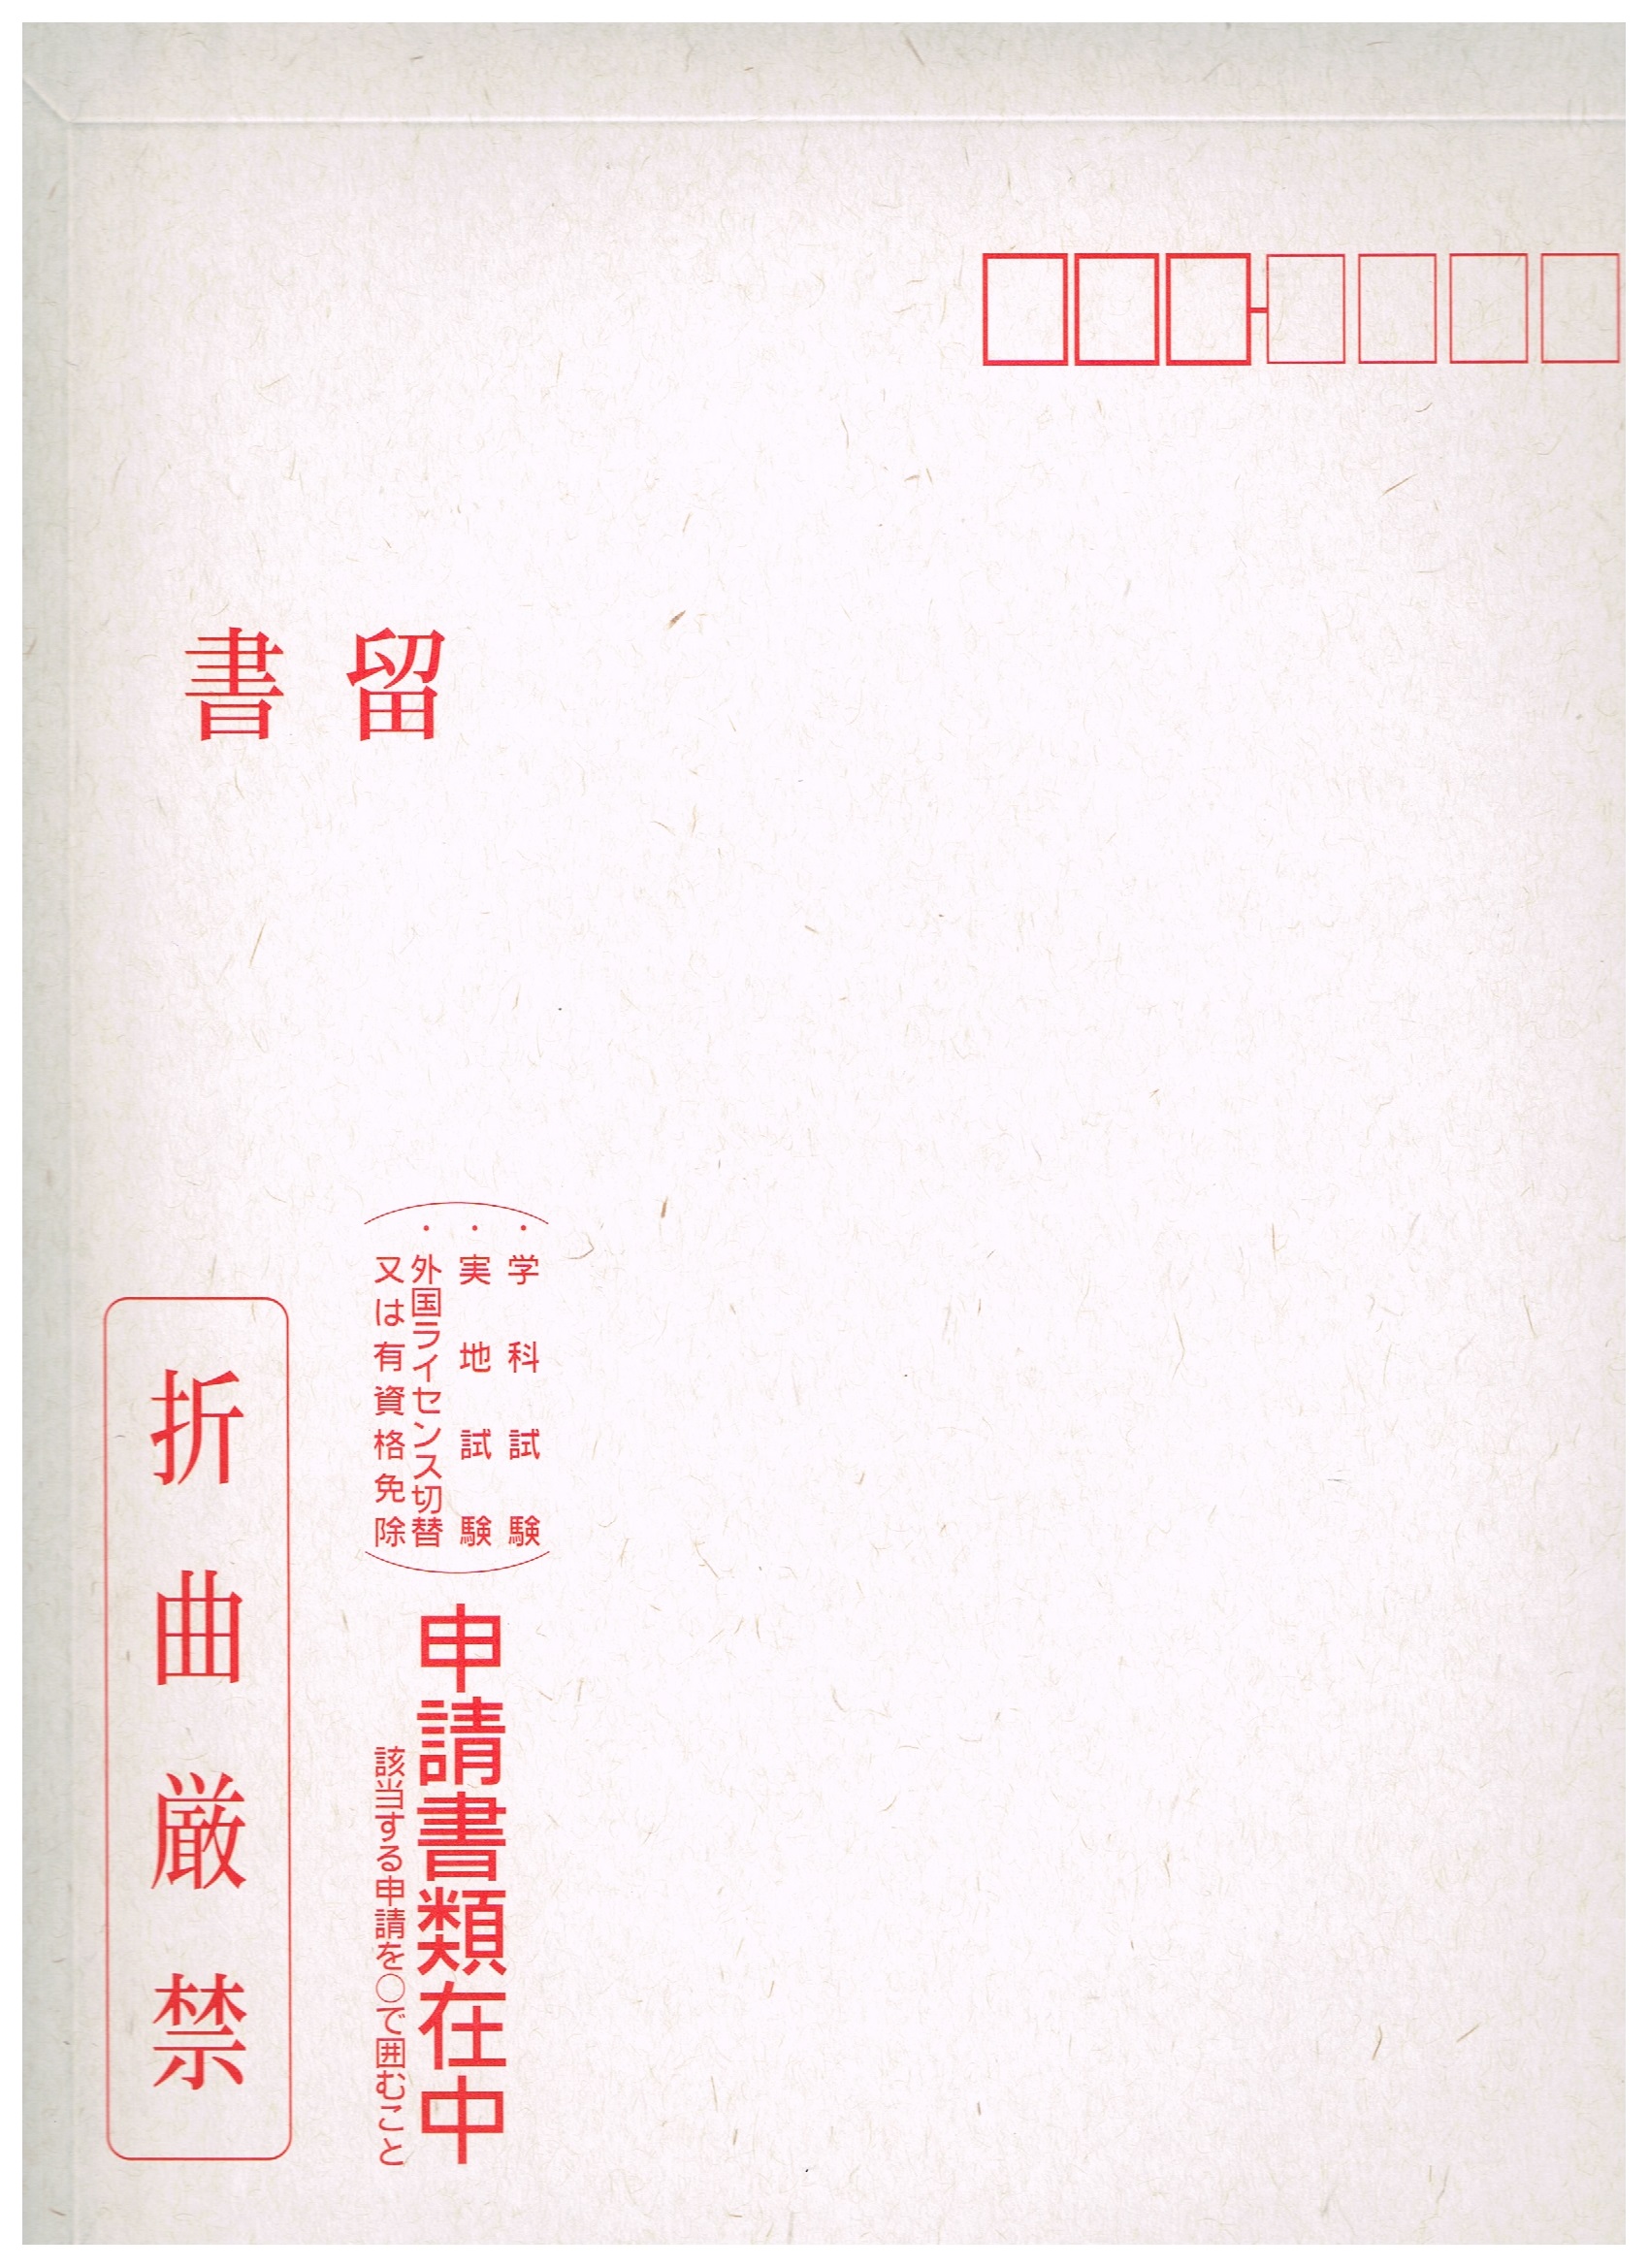 書留
・学科試験
・実地試験
・外国ライセンス切替
又は有資格免除
申請書類在中
該当する申請を○で囲むこと
折曲厳禁